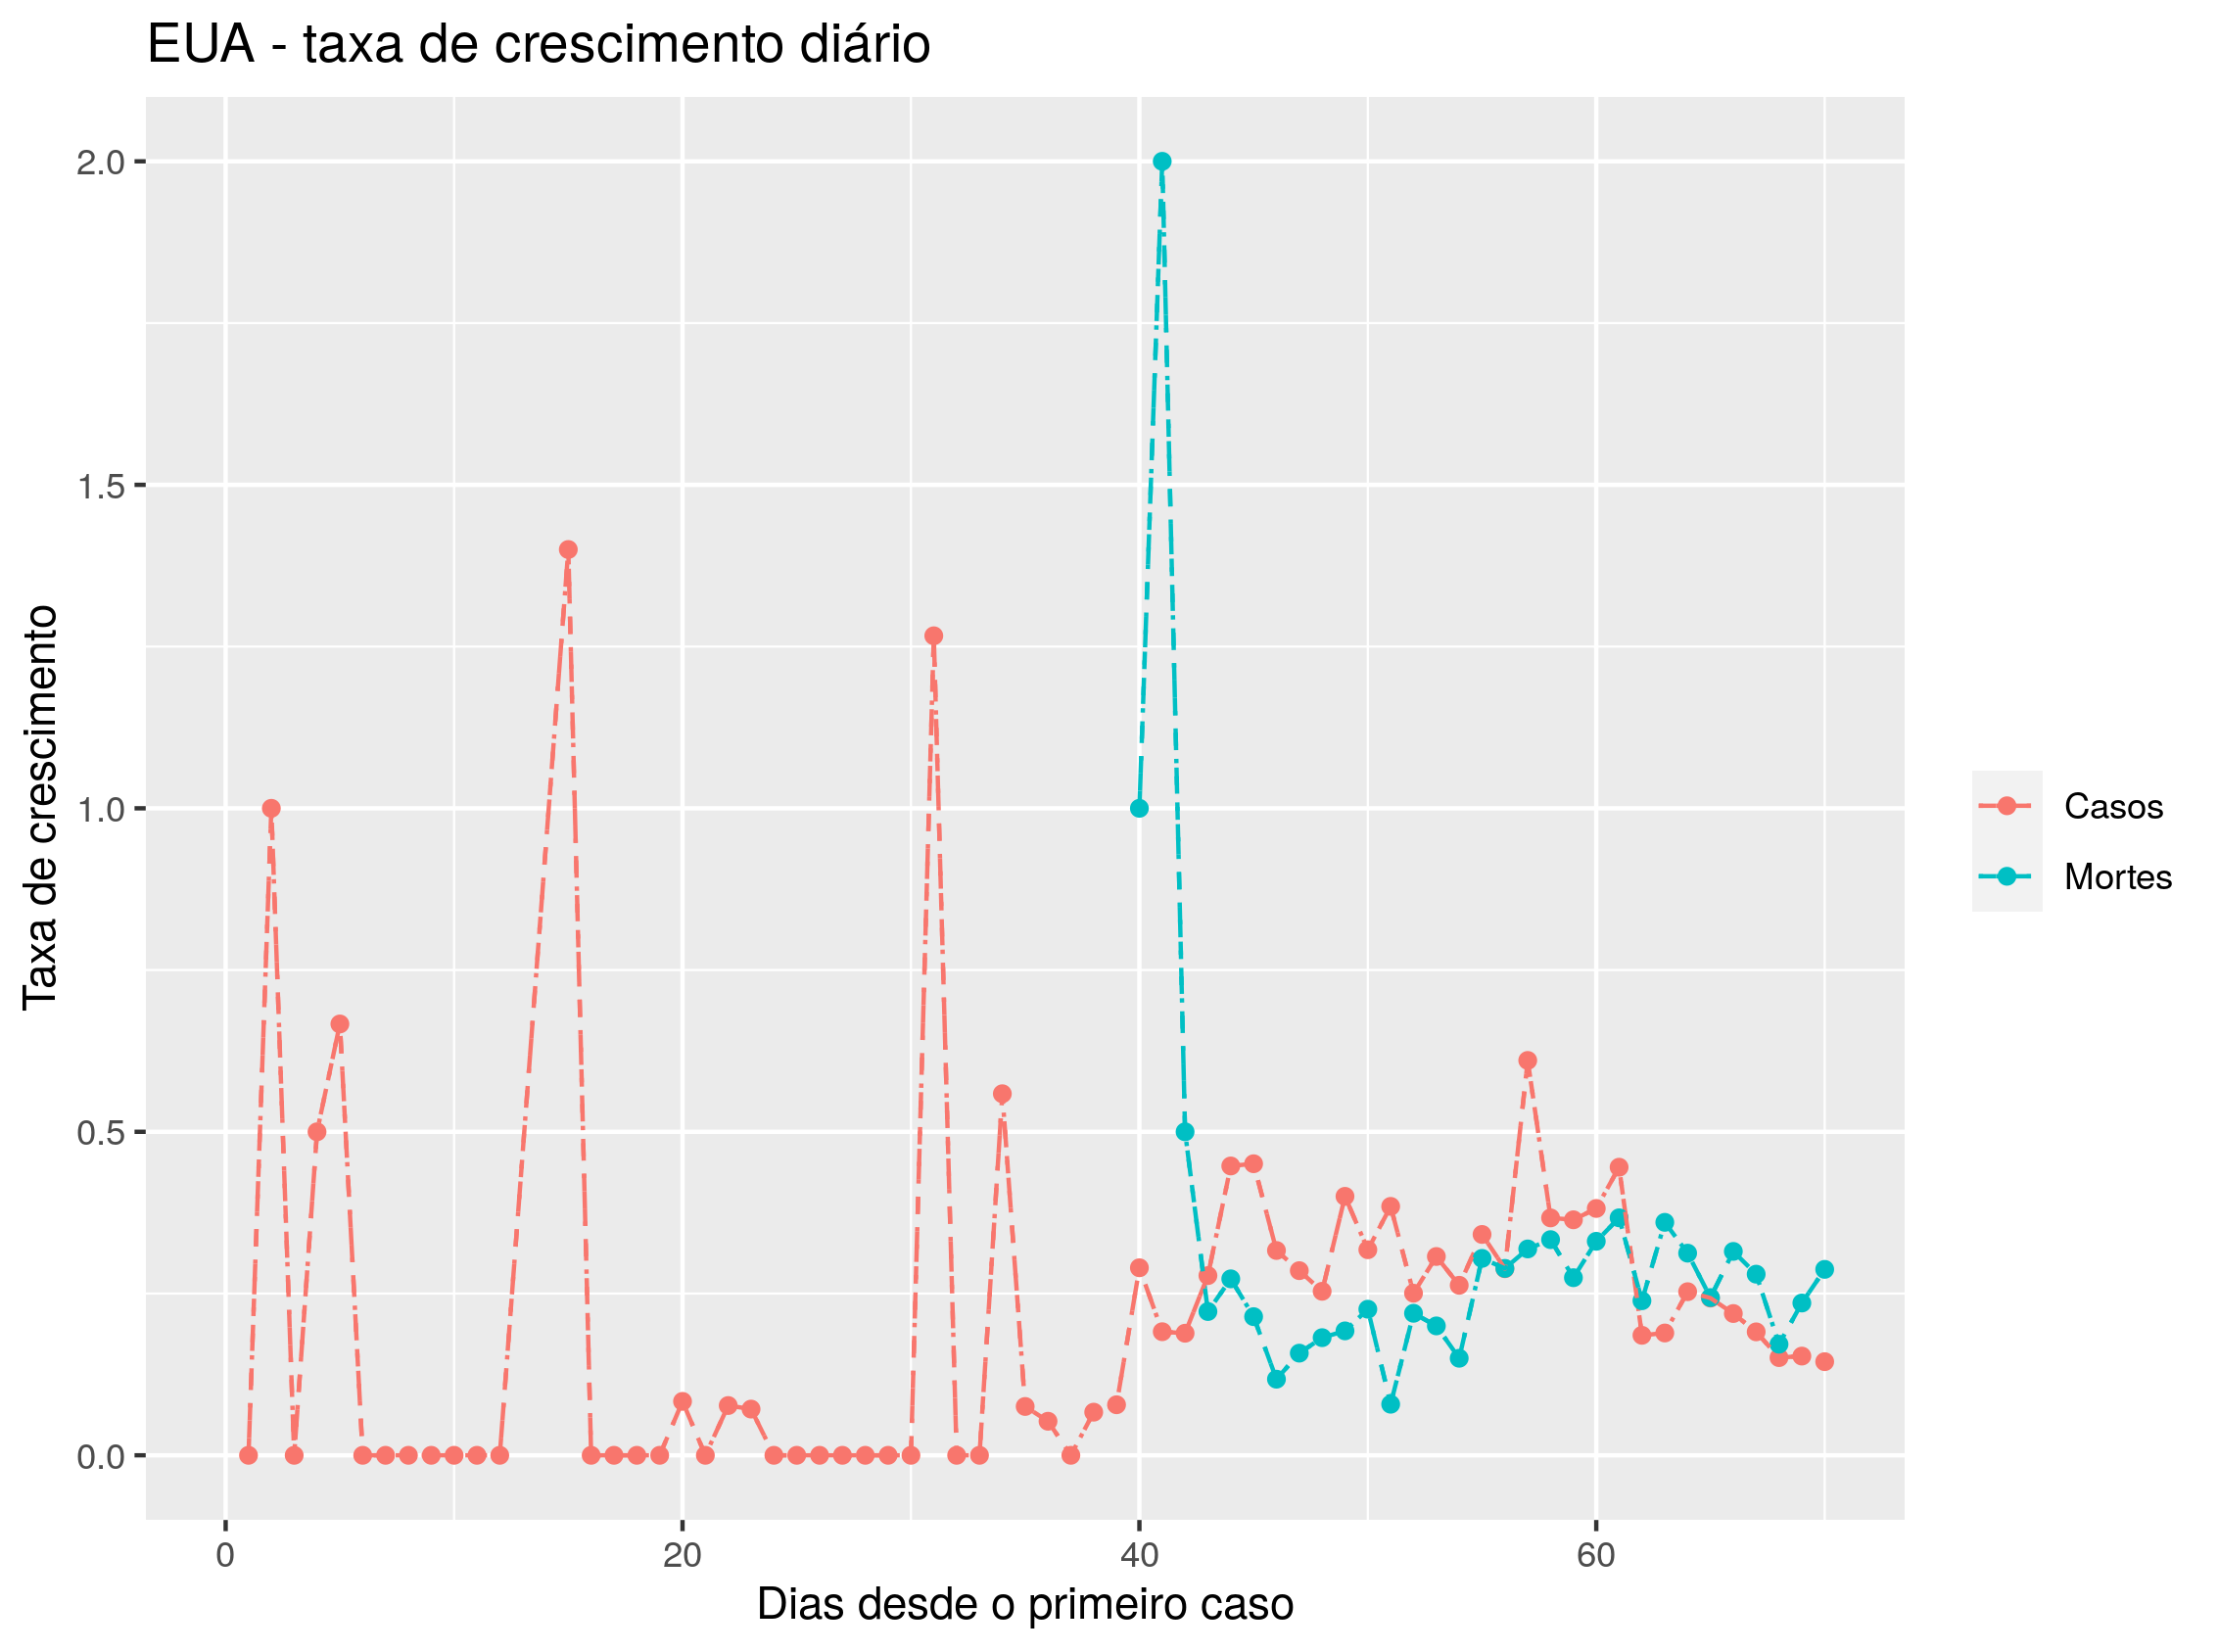 EUA - taxa de crescimento diário
Taxa de crescimento
2.0
1.5
1.0
0.5
0.0
0
20
40
60
Dias desde o primeiro caso
Casos
Mortes